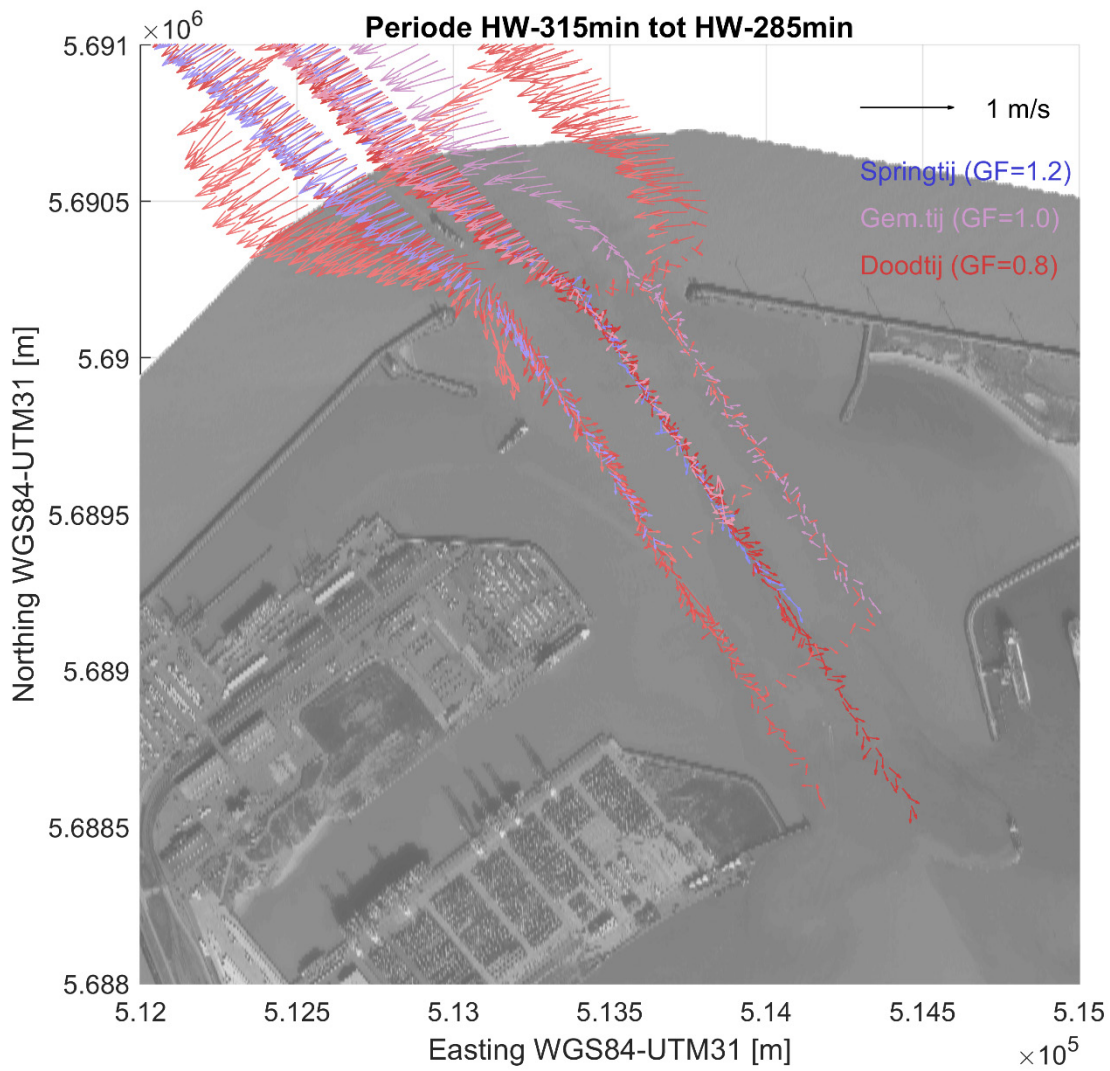 Periode HW-315min tot HW-285min
×10⁶
5.691
5.6905
5.69
5.6895
5.689
5.6885
5.688
Northing WGS84-UTM31 [m]
1 m/s
Springtij (GF=1.2)
Gem.tij (GF=1.0)
Doodtij (GF=0.8)
5.12
5.125
5.13
5.135
5.14
5.145
5.15
Easting WGS84-UTM31 [m]
×10⁵